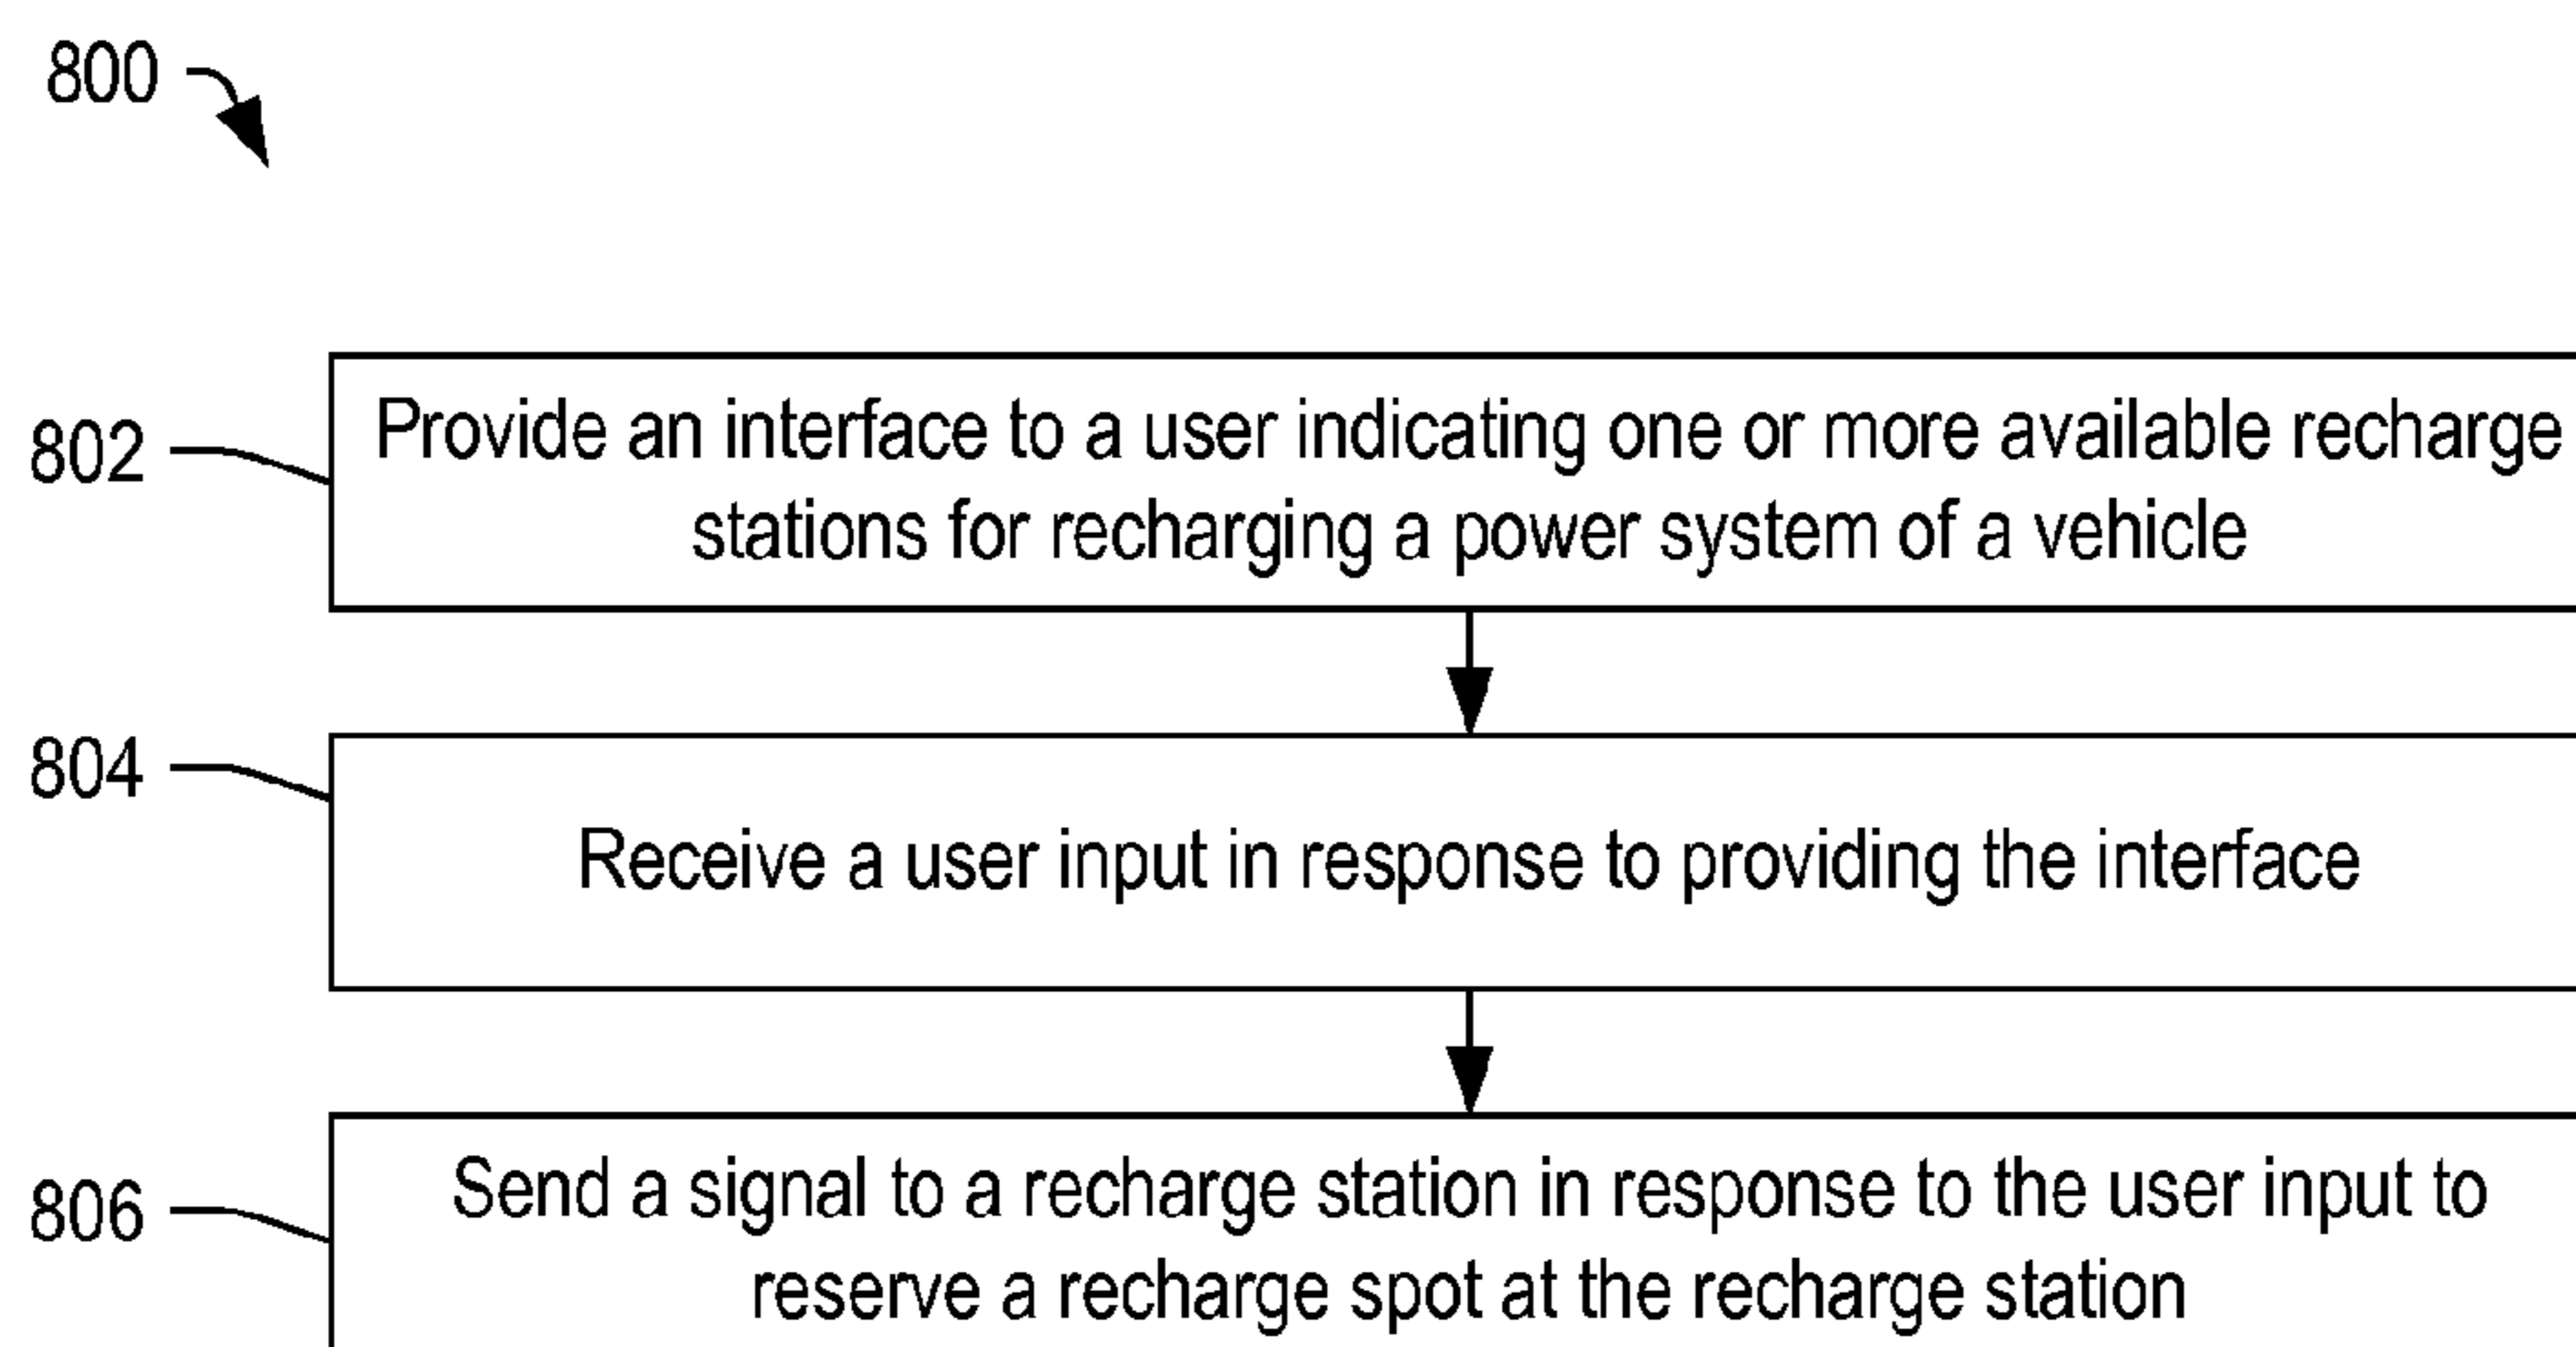 800
802
Provide an interface to a user indicating one or more available recharge
stations for recharging a power system of a vehicle
804
Receive a user input in response to providing the interface
806
Send a signal to a recharge station in response to the user input to
reserve a recharge spot at the recharge station